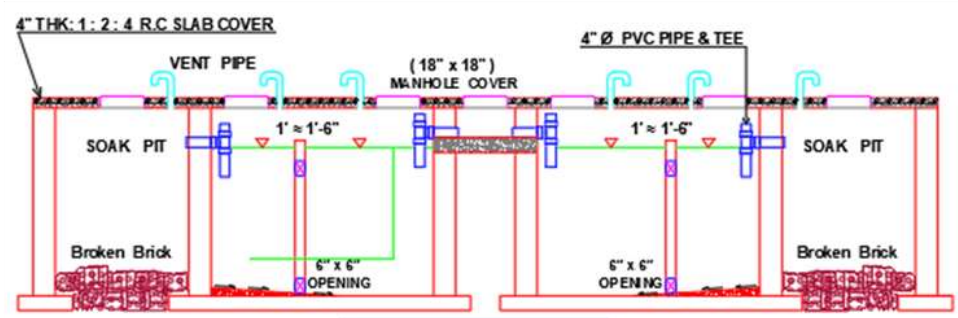 4" THK: 1 : 2 : 4 R.C SLAB COVER
4" Ø PVC PIPE & TEE
VENT PIPE
( 18" x 18" )
MANHOLE COVER
SOAK PIT
1' ≈ 1'-6"
1' ≈ 1'-6"
SOAK PIT
Broken Brick
6" x 6"
OPENING
6" x 6"
OPENING
Broken Brick